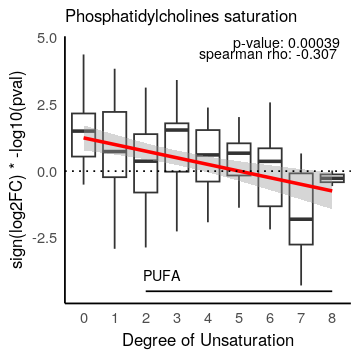 Phosphatidylcholines saturation
p-value: 0.00039
spearman rho: -0.307
sign(log2FC) * -log10(pval)
5.0
2.5
0.0
-2.5
PUFA
0 1 2 3 4 5 6 7 8
Degree of Unsaturation